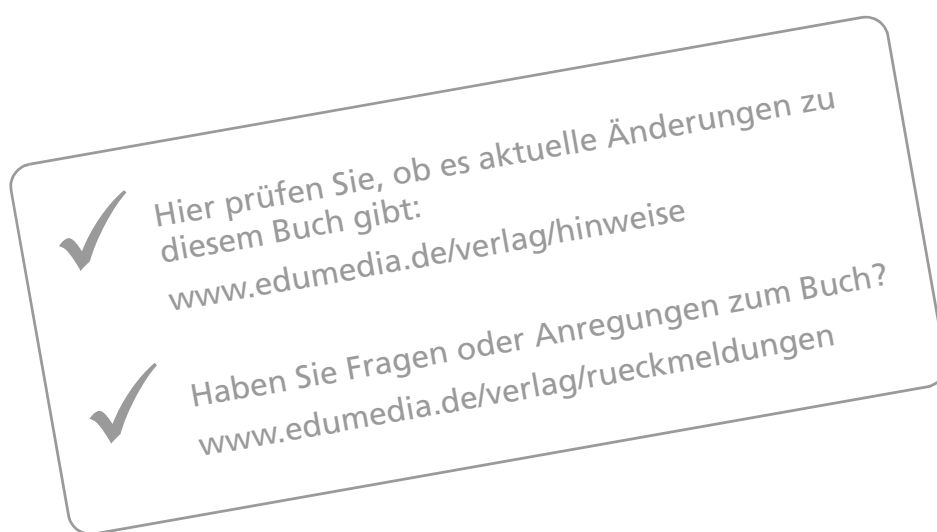 Hier prüfen Sie, ob es aktuelle Änderungen zu
diesem Buch gibt:
www.edumedia.de/verlag/hinweise
Haben Sie Fragen oder Anregungen zum Buch?
www.edumedia.de/verlag/rueckmeldungen